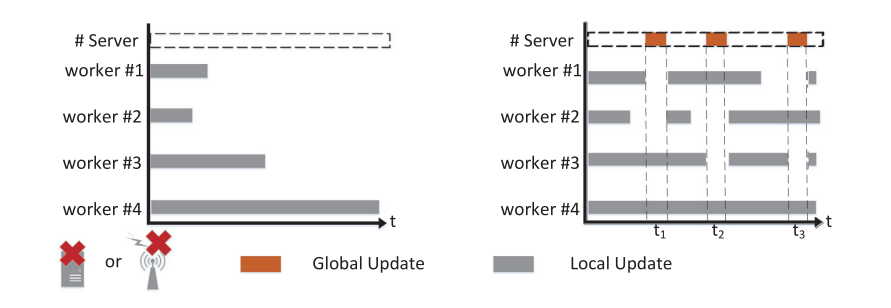 # Server
worker #1
worker #2
worker #3
worker #4
t
# Server
worker #1
worker #2
worker #3
worker #4
t
t₁
t₂
t₃
or
Global Update
Local Update